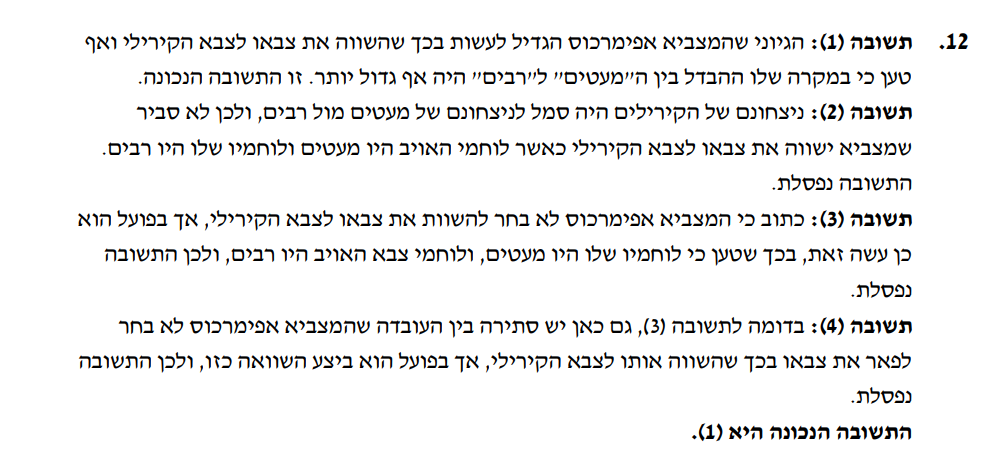 12. תשובה (1): הגיוני שהמצביא אפימרכוס הגדיל לעשות בכך שהשווה את צבאו לצבא הקירילי ואף
טען כי במקרה שלו ההבדל בין ה״מעטים״ ל״רבים״ היה אף גדול יותר. זו התשובה הנכונה.
תשובה (2): ניצחונם של הקירילים היה סמל לניצחונם של מעטים מול רבים, ולכן לא סביר
שמצביא ישווה את צבאו לצבא הקירילי כאשר לוחמי האויב היו מעטים ולוחמיו שלו היו רבים.
התשובה נפסלת.
תשובה (3): כתוב כי המצביא אפימרכוס לא בחר להשוות את צבאו לצבא הקירילי, אך בפועל הוא
כן עשה זאת, בכך שטען כי לוחמיו שלו היו מעטים, ולוחמי צבא האויב היו רבים, ולכן התשובה
נפסלת.
תשובה (4): בדומה לתשובה (3), גם כאן יש סתירה בין העובדה שהמצביא אפימרכוס לא בחר
לפאר את צבאו בכך שהשווה אותו לצבא הקירילי, אך בפועל הוא ביצע השוואה כזו, ולכן התשובה
נפסלת.
התשובה הנכונה היא (1).